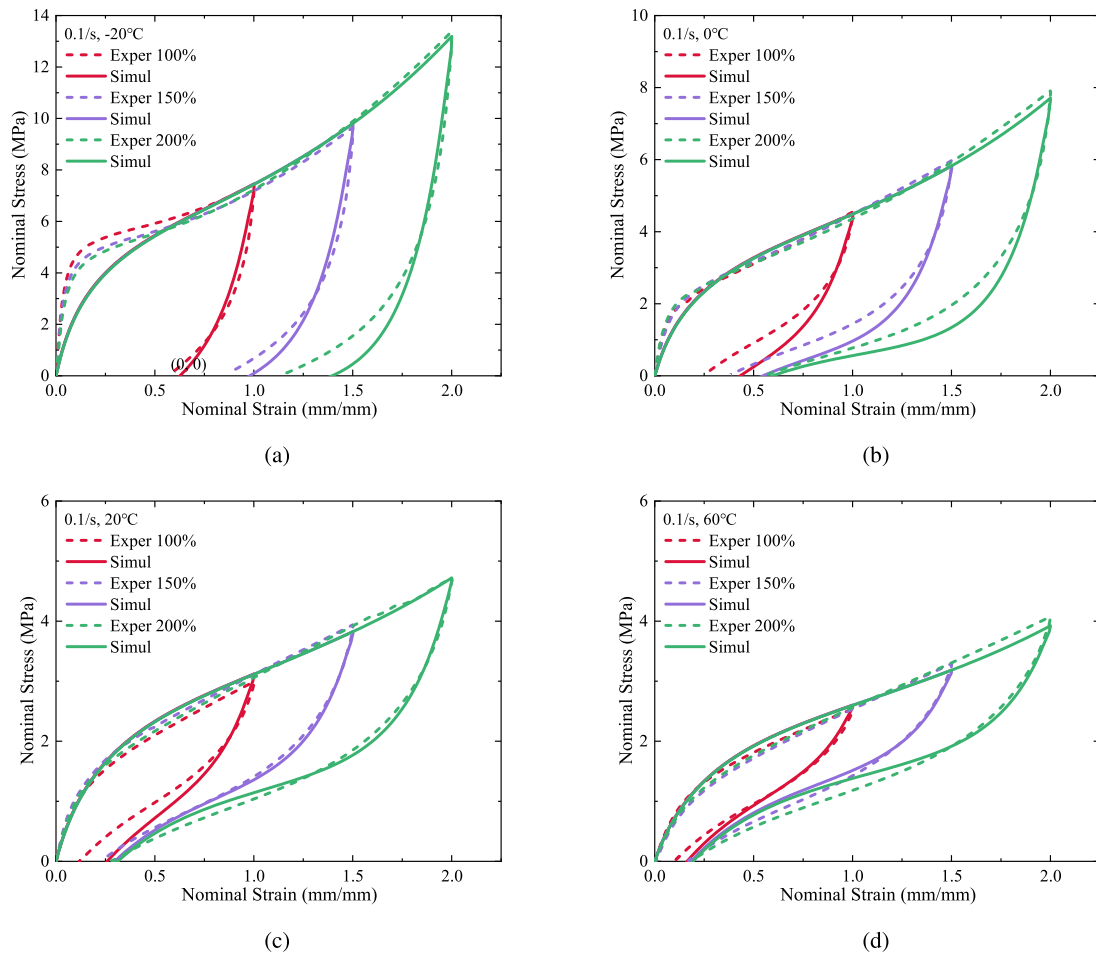 0.1/s, -20℃
Exper 100%
Simul
Exper 150%
Simul
Exper 200%
Simul
Nominal Stress (MPa)
14
12
10
8
6
4
2
0
(0, 0)
0.0 0.5 1.0 1.5 2.0
Nominal Strain (mm/mm)
(a)
0.1/s, 0℃
Exper 100%
Simul
Exper 150%
Simul
Exper 200%
Simul
Nominal Stress (MPa)
10
8
6
4
2
0
0.0 0.5 1.0 1.5 2.0
Nominal Strain (mm/mm)
(b)
0.1/s, 20℃
Exper 100%
Simul
Exper 150%
Simul
Exper 200%
Simul
Nominal Stress (MPa)
6
4
2
0
0.0 0.5 1.0 1.5 2.0
Nominal Strain (mm/mm)
(c)
0.1/s, 60℃
Exper 100%
Simul
Exper 150%
Simul
Exper 200%
Simul
Nominal Stress (MPa)
6
4
2
0
0.0 0.5 1.0 1.5 2.0
Nominal Strain (mm/mm)
(d)